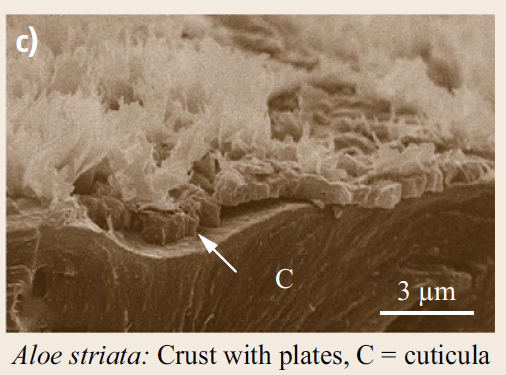 c)
C
3 µm
Aloe striata: Crust with plates, C = cuticula